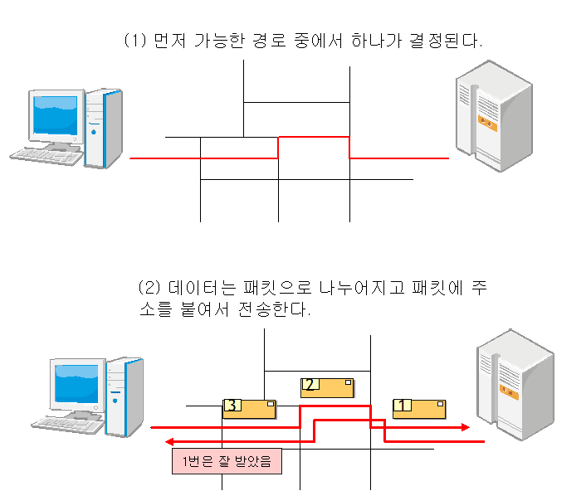 (1) 먼저 가능한 경로 중에서 하나가 결정된다.
(2) 데이터는 패킷으로 나누어지고 패킷에 주
소를 붙여서 전송한다.
2
3
1
1번은 잘 받았음